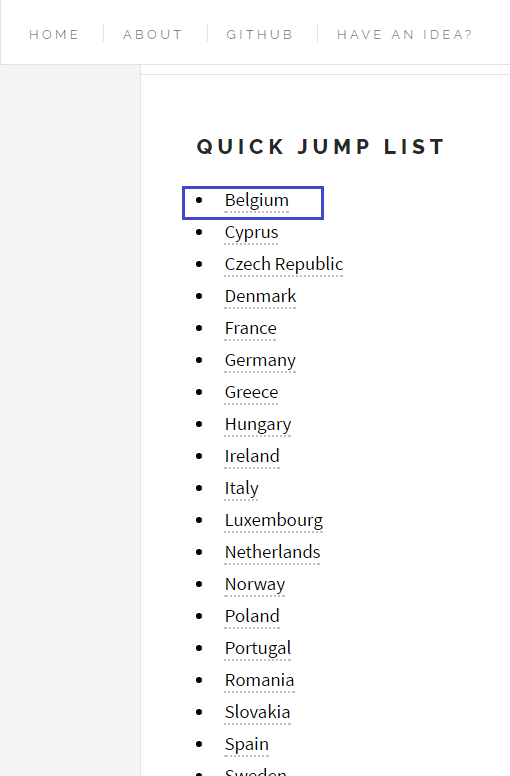 HOME ABOUT GITHUB HAVE AN IDEA?
QUICK JUMP LIST
Belgium
Cyprus
Czech Republic
Denmark
France
Germany
Greece
Hungary
Ireland
Italy
Luxembourg
Netherlands
Norway
Poland
Portugal
Romania
Slovakia
Spain
Sweden